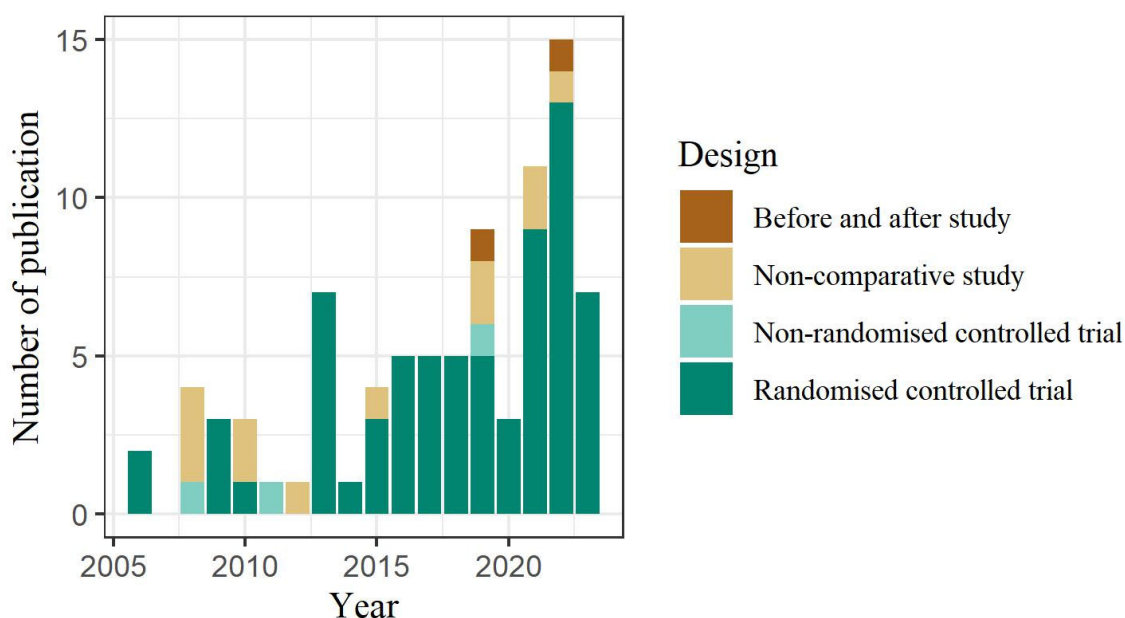 Number of publication
15
10
5
0
2005 2010 2015 2020
Year
Design
Before and after study
Non-comparative study
Non-randomised controlled trial
Randomised controlled trial